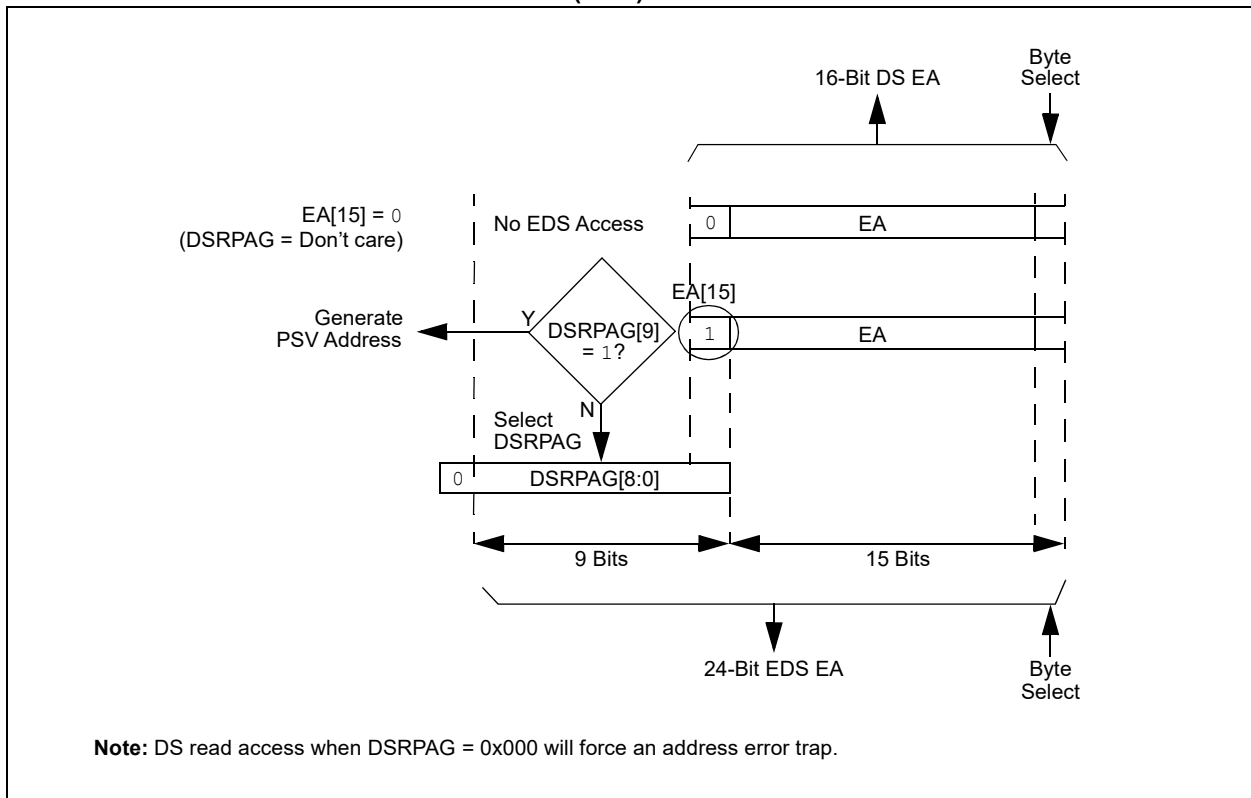 16-Bit DS EA
Byte
Select
EA[15] = 0
(DSRPAG = Don't care)
No EDS Access
0
EA
EA[15]
Generate
PSV Address
Y
DSRPAG[9]
= 1?
1
EA
N
Select
DSRPAG
0
DSRPAG[8:0]
9 Bits
15 Bits
24-Bit EDS EA
Byte
Select
Note: DS read access when DSRPAG = 0x000 will force an address error trap.